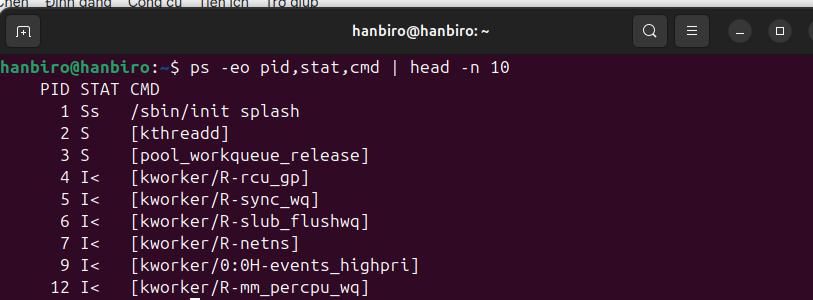 Chèn Định dạng Công cụ Tiện ích Trợ giúp
hanbiro@hanbiro: ~
hanbiro@hanbiro:~$ ps -eo pid,stat,cmd | head -n 10
PID STAT CMD
1 Ss /sbin/init splash
2 S [kthreadd]
3 S [pool_workqueue_release]
4 I< [kworker/R-rcu_gp]
5 I< [kworker/R-sync_wq]
6 I< [kworker/R-slub_flushwq]
7 I< [kworker/R-netns]
9 I< [kworker/0:0H-events_highpri]
12 I< [kworker/R-mm_percpu_wq]